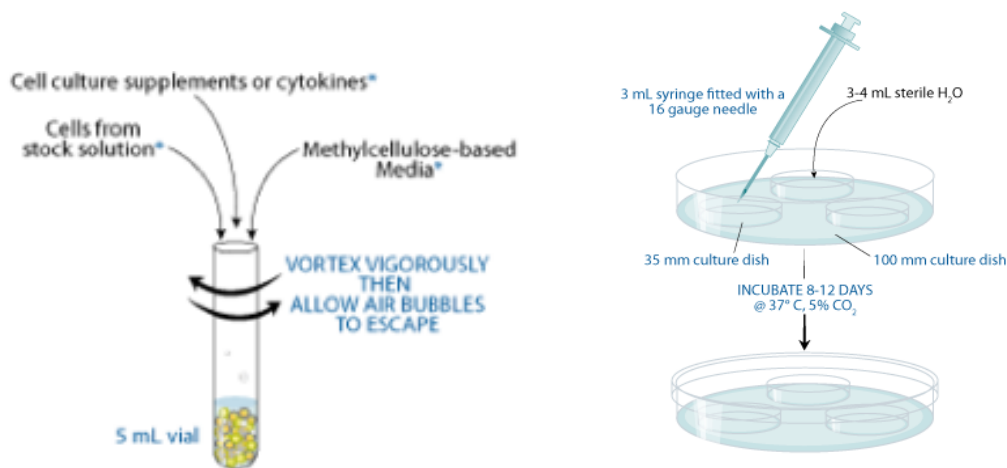 Cell culture supplements or cytokines*
Cells from
stock solution*
Methylcellulose-based
Media*
VORTEX VIGOROUSLY
THEN
ALLOW AIR BUBBLES
TO ESCAPE
5 mL vial
3 mL syringe fitted with a
16 gauge needle
3-4 mL sterile H₂O
35 mm culture dish
100 mm culture dish
INCUBATE 8-12 DAYS
@ 37° C, 5% CO₂